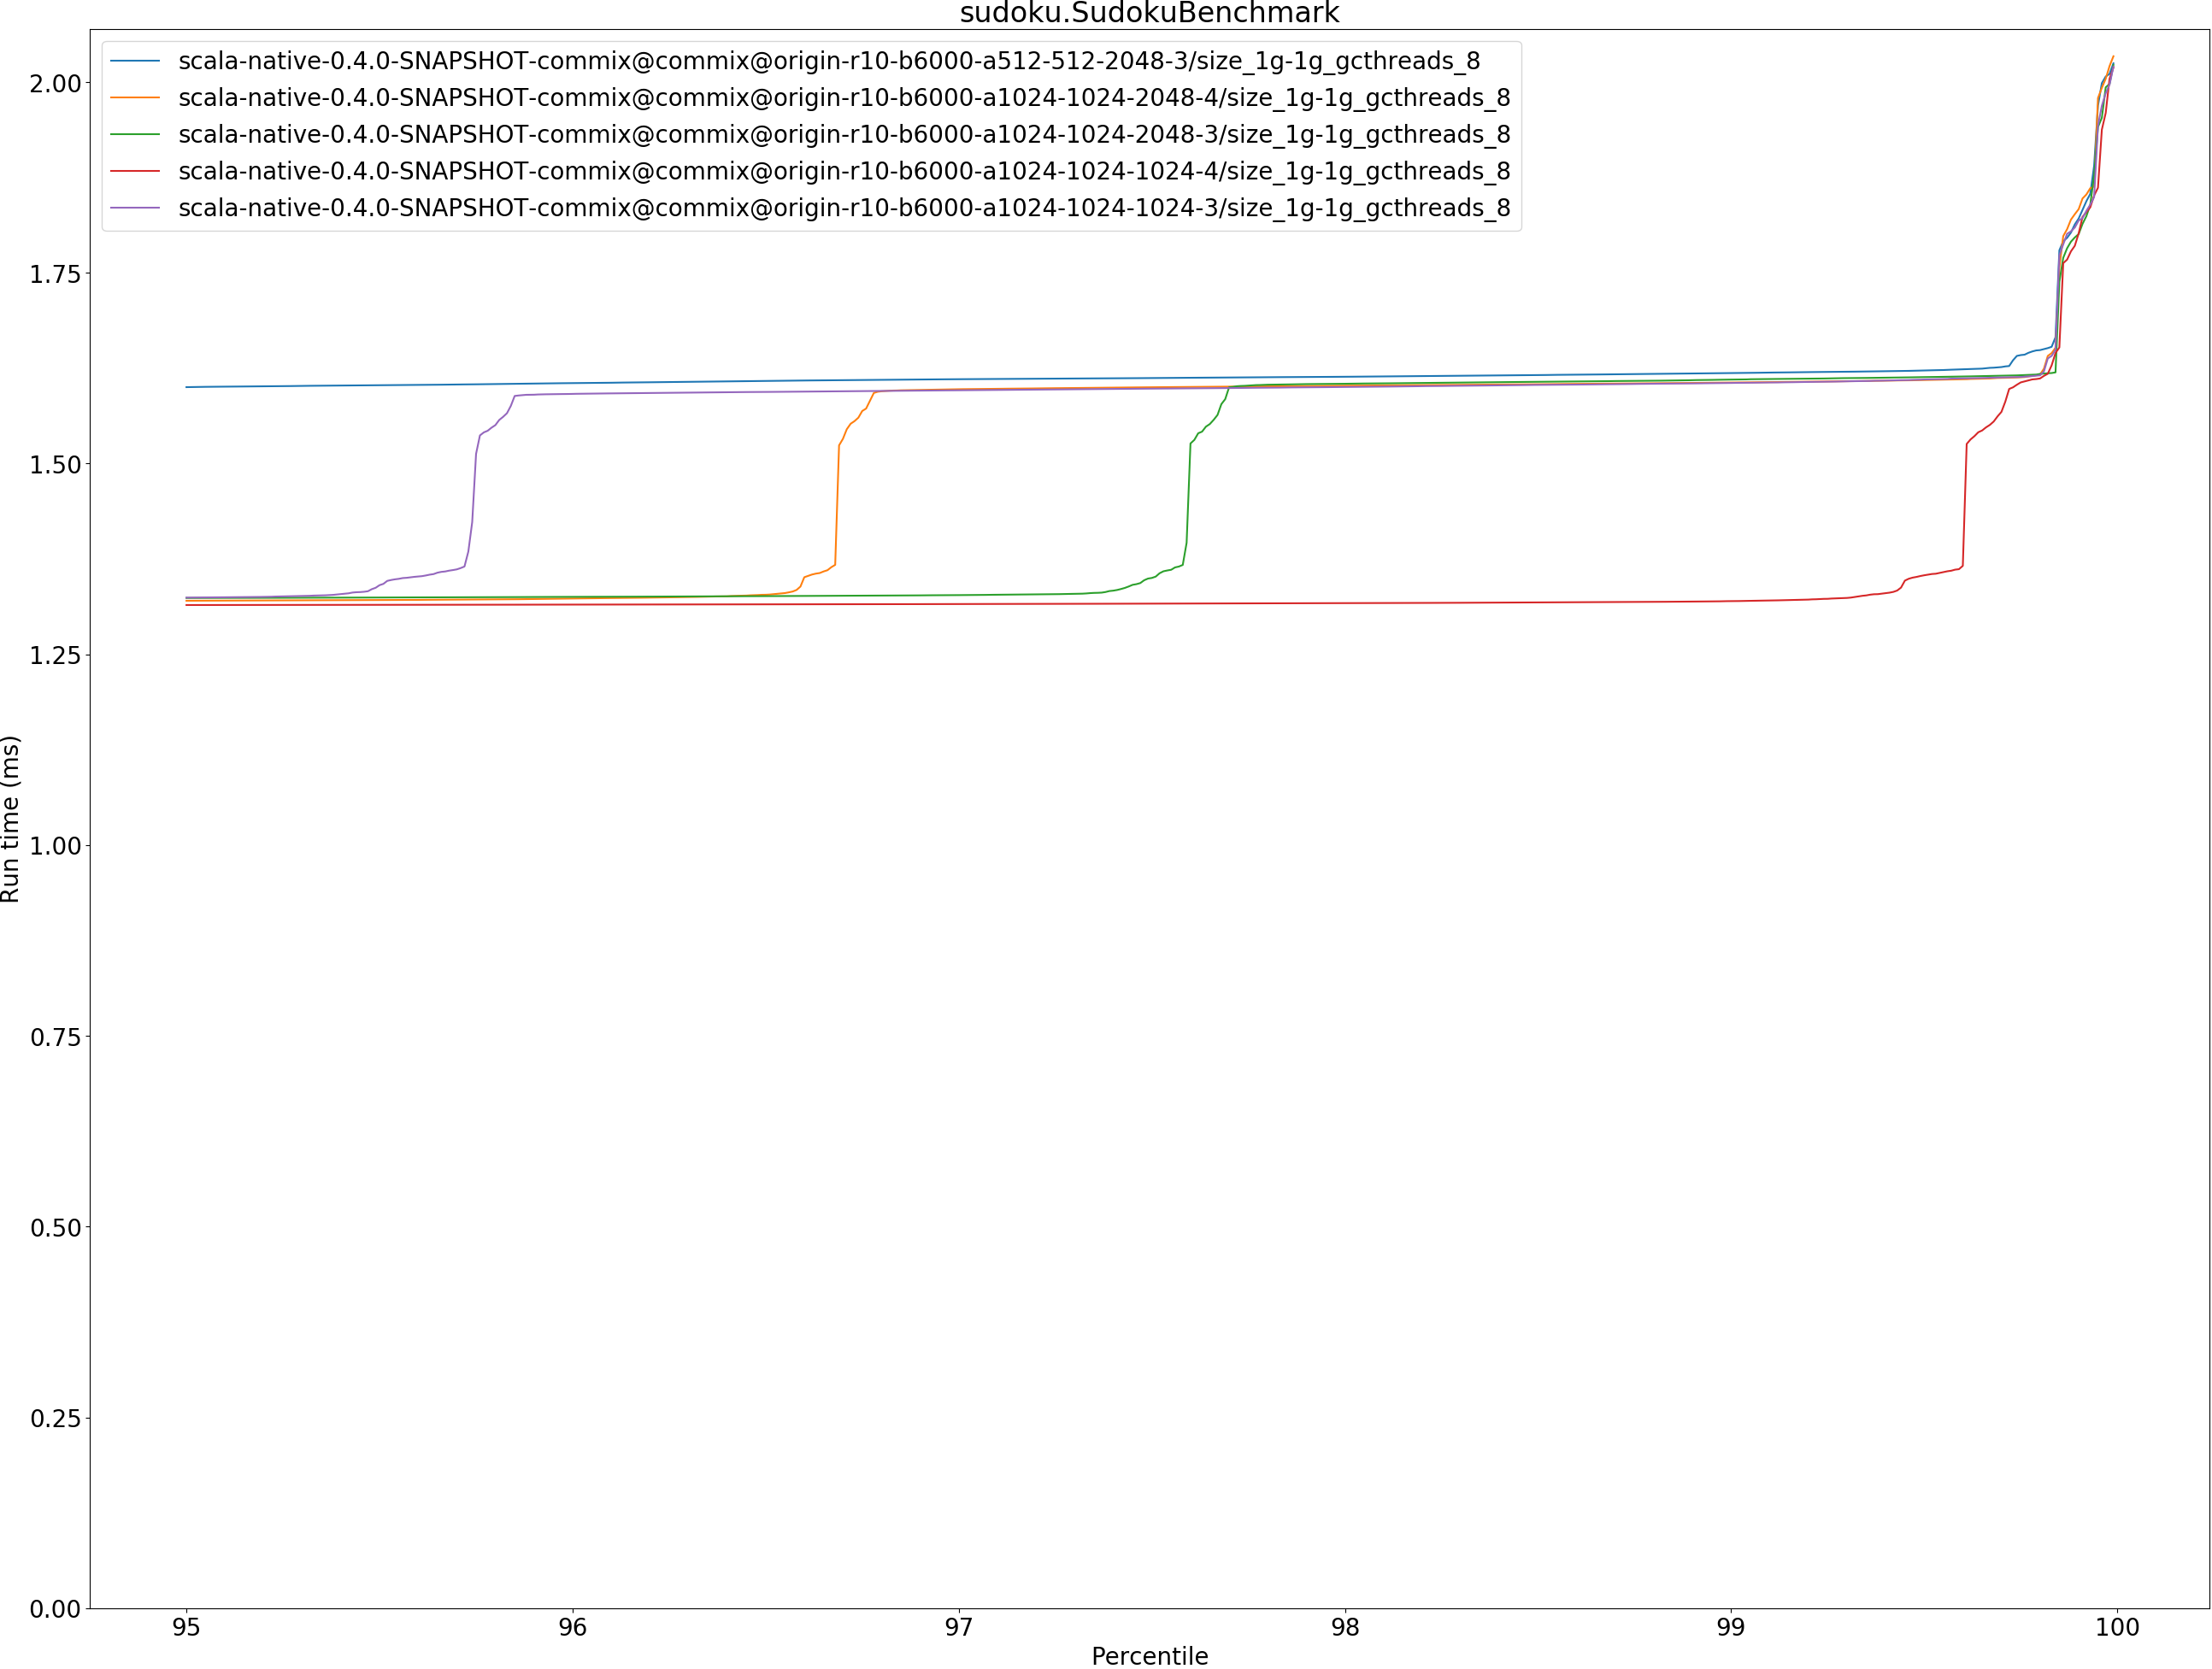 sudoku.SudokuBenchmark
scala-native-0.4.0-SNAPSHOT-commix@commix@origin-r10-b6000-a512-512-2048-3/size_1g-1g_gcthreads_8
scala-native-0.4.0-SNAPSHOT-commix@commix@origin-r10-b6000-a1024-1024-2048-4/size_1g-1g_gcthreads_8
scala-native-0.4.0-SNAPSHOT-commix@commix@origin-r10-b6000-a1024-1024-2048-3/size_1g-1g_gcthreads_8
scala-native-0.4.0-SNAPSHOT-commix@commix@origin-r10-b6000-a1024-1024-1024-4/size_1g-1g_gcthreads_8
scala-native-0.4.0-SNAPSHOT-commix@commix@origin-r10-b6000-a1024-1024-1024-3/size_1g-1g_gcthreads_8
2.00
1.75
1.50
1.25
1.00
0.75
0.50
0.25
0.00
Run time (ms)
95 96 97 98 99 100
Percentile